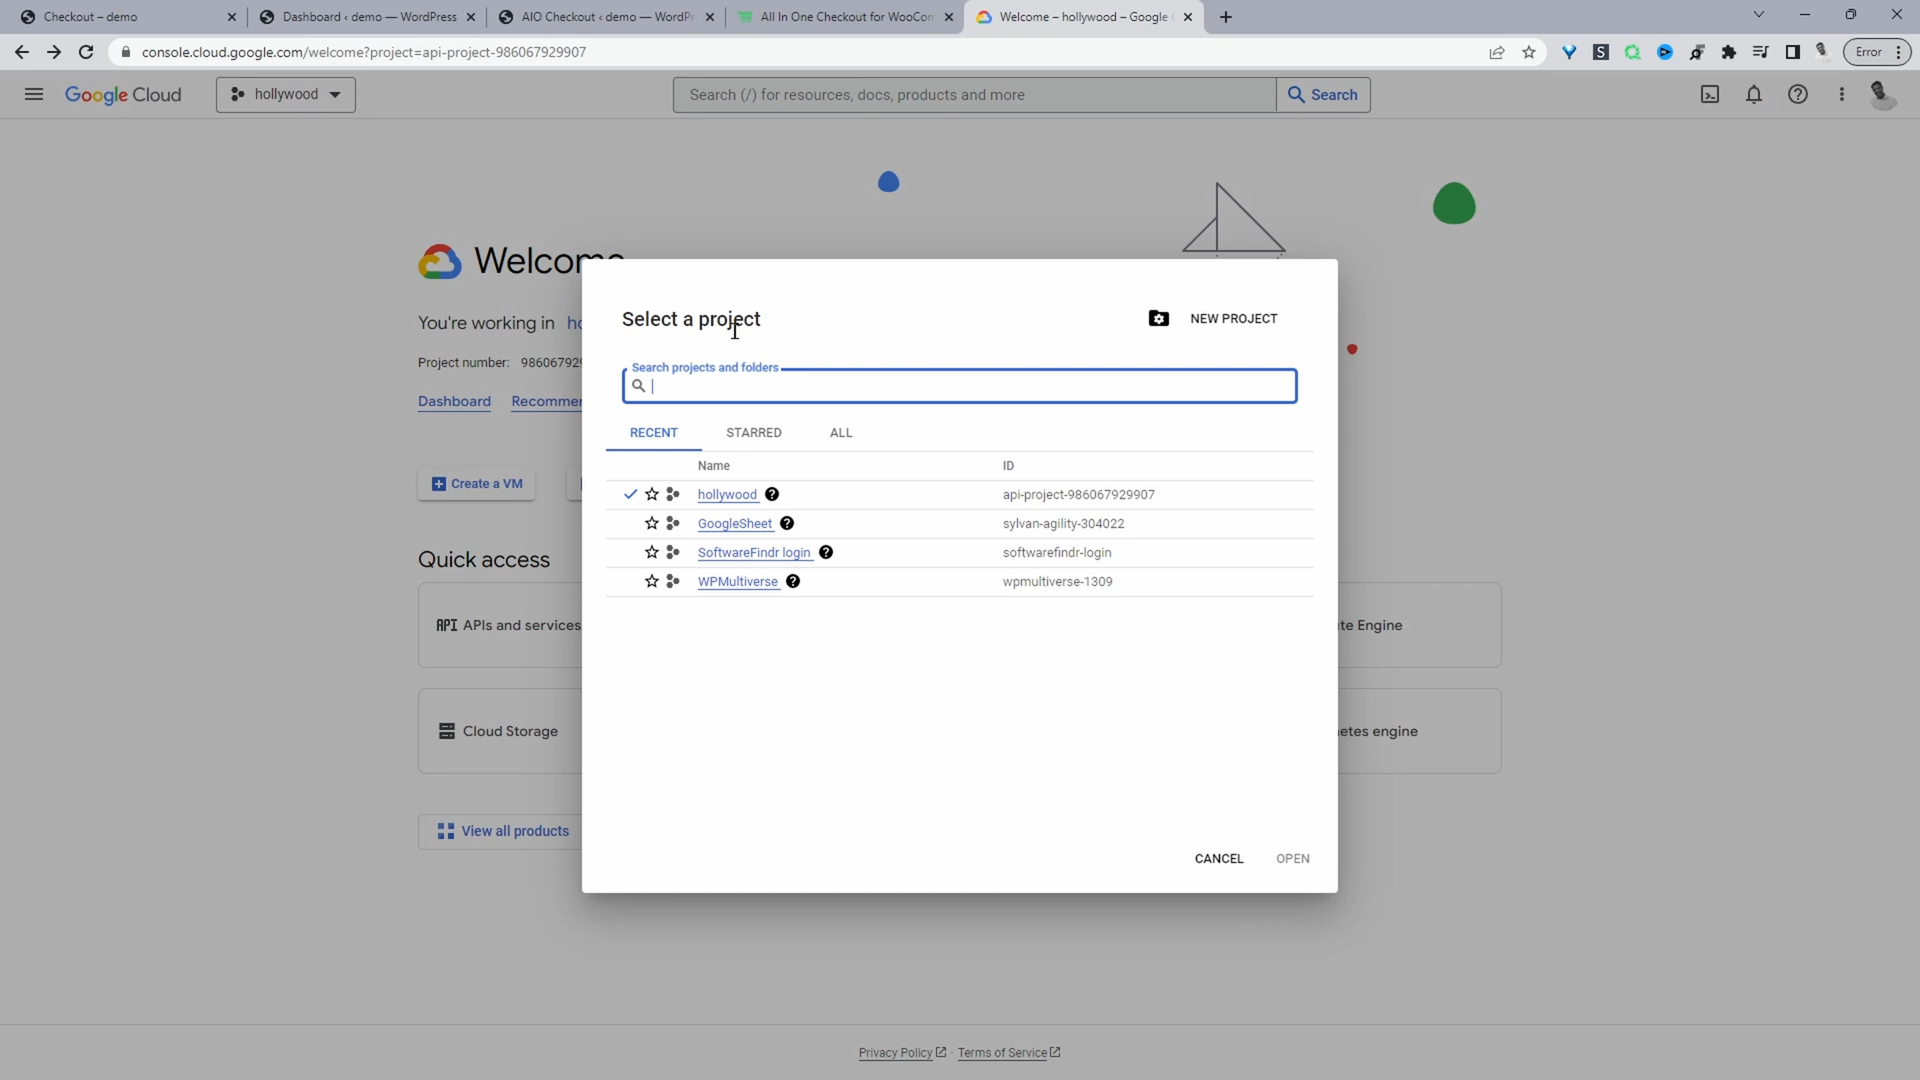 Checkout – demo
Dashboard ‹ demo — WordPress
AIO Checkout ‹ demo — WordPr
All In One Checkout for WooCom
Welcome – hollywood – Google
console.cloud.google.com/welcome?project=api-project-986067929907
Error
Google Cloud
hollywood
Search (/) for resources, docs, products and more
Search
Welcome
You're working in
Project number: 98606792
Dashboard
Recommen
Create a VM
Quick access
API APIs and services
te Engine
Cloud Storage
etes engine
View all products
Select a project
NEW PROJECT
Search projects and folders
RECENT
STARRED
ALL
Name
ID
hollywood
api-project-986067929907
GoogleSheet
sylvan-agility-304022
SoftwareFindr login
softwarefindr-login
WPMultiverse
wpmultiverse-1309
CANCEL
OPEN
Privacy Policy · Terms of Service